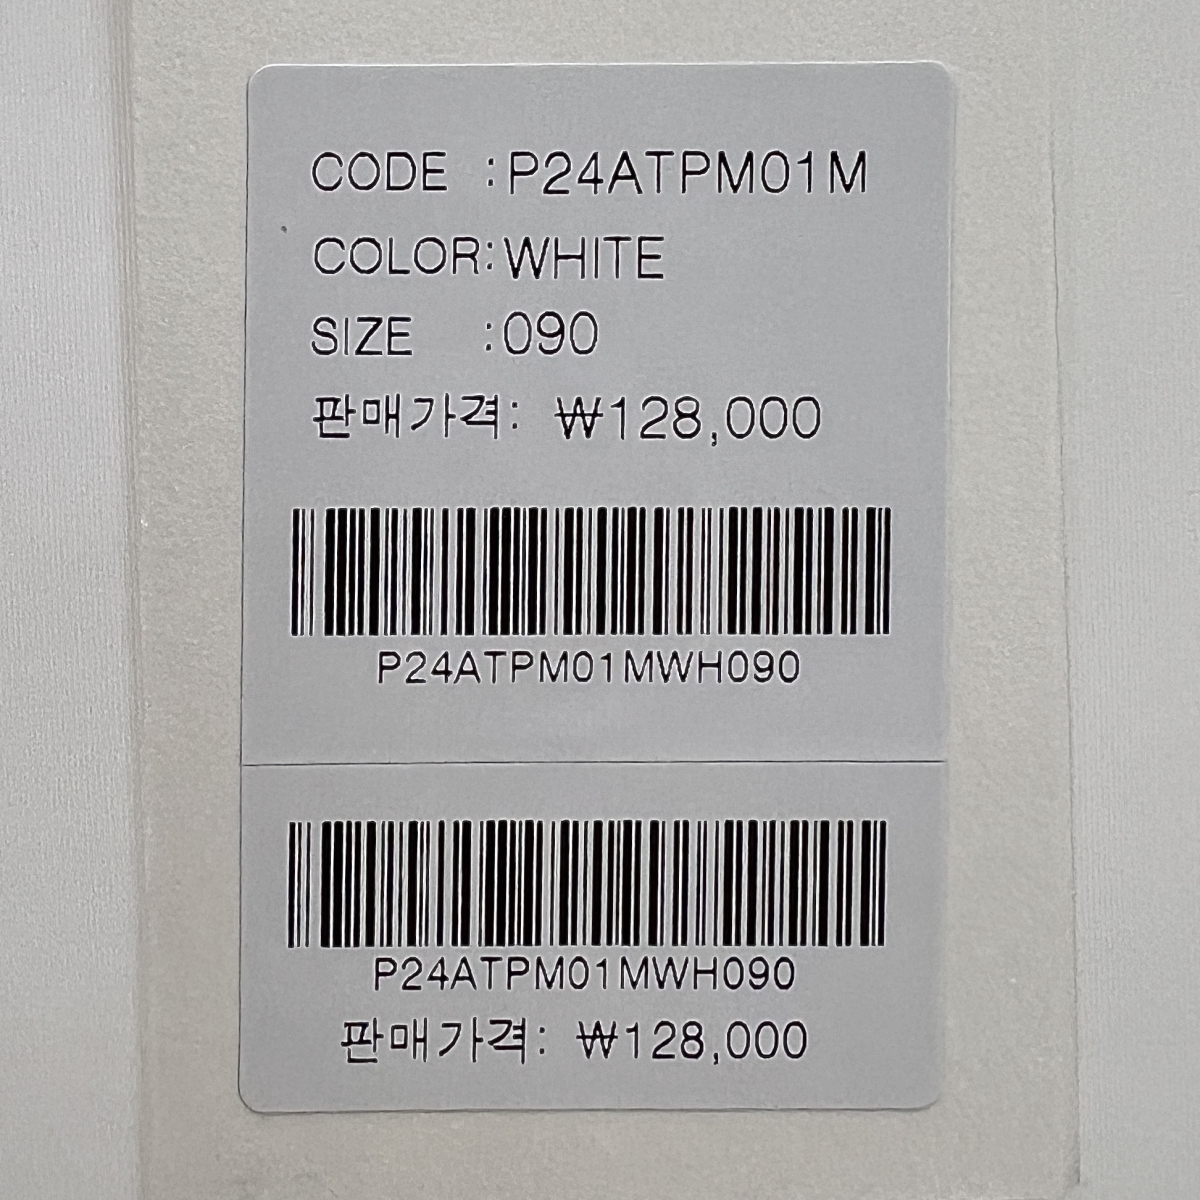 CODE :P24ATPM01M
COLOR:WHITE
SIZE :090
판매가격: ₩128,000
P24ATPM01MWH090
P24ATPM01MWH090
판매가격: ₩128,000